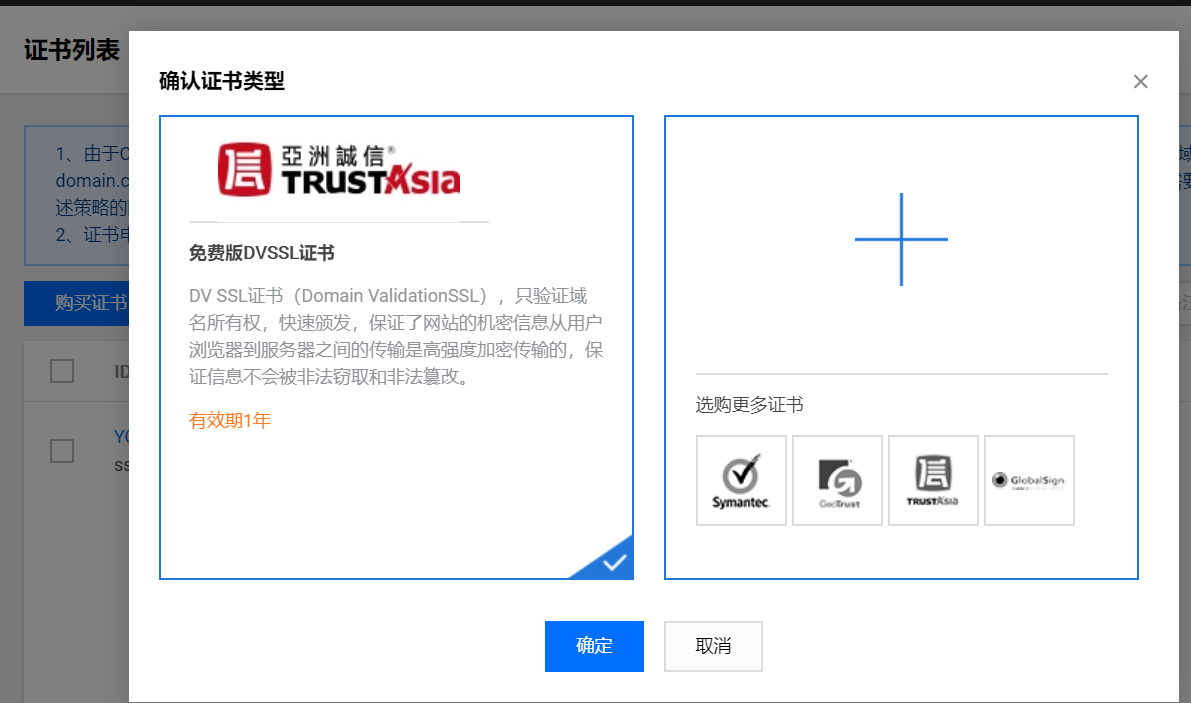 证书列表
确认证书类型
1、由于C
domain.c
述策略的
2、证书申
域
需要
购买证书
ID
亞洲誠信®
TRUSTAsia
免费版DVSSL证书
DV SSL证书（Domain ValidationSSL），只验证域
名所有权，快速颁发，保证了网站的机密信息从用户
浏览器到服务器之间的传输是高强度加密传输的，保
证信息不会被非法窃取和非法篡改。
有效期1年
选购更多证书
Symantec.
GeoTrust
TRUSTAsia
GlobalSign.
确定
取消